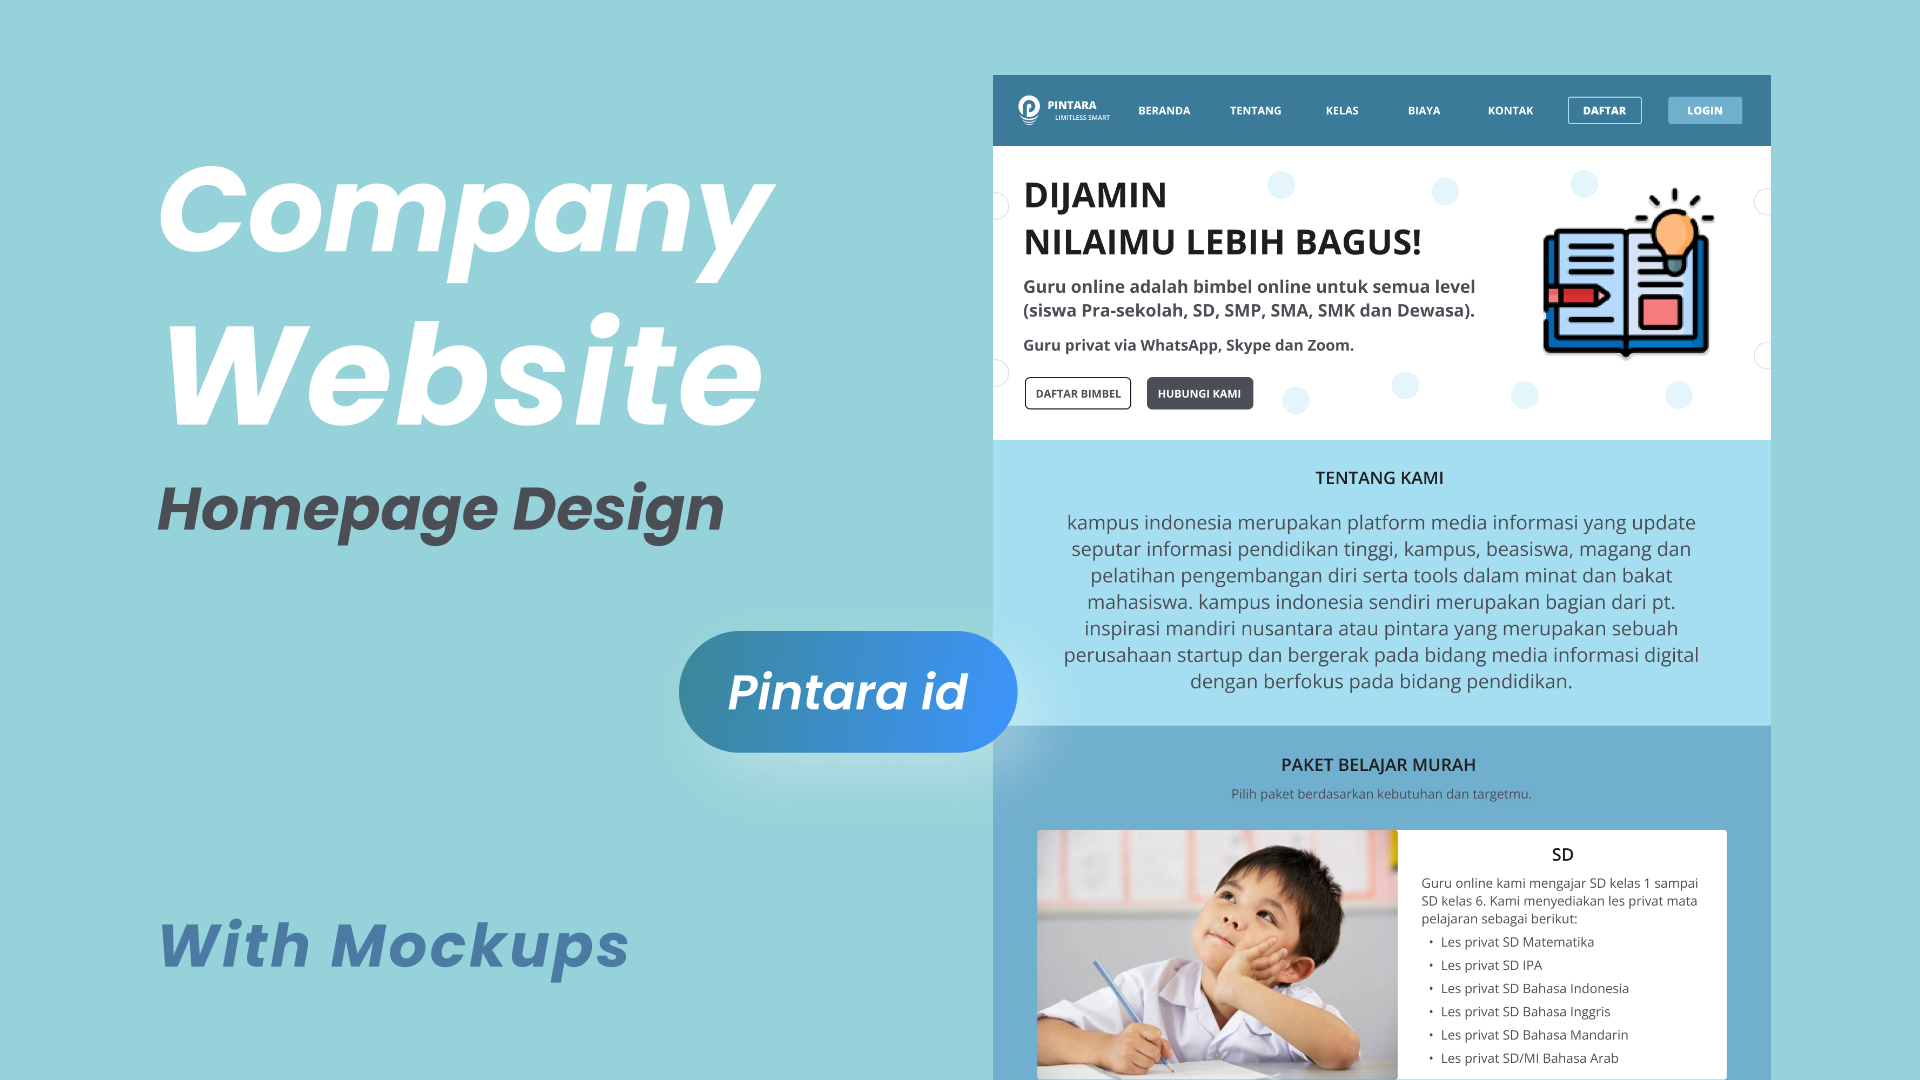 Company
Website
Homepage Design
Pintara id
With Mockups
PINTARA
LIMITLESS SMART
BERANDA
TENTANG
KELAS
BIAYA
KONTAK
DAFTAR
LOGIN
DIJAMIN
NILAIMU LEBIH BAGUS!
Guru online adalah bimbel online untuk semua level
(siswa Pra-sekolah, SD, SMP, SMA, SMK dan Dewasa).
Guru privat via WhatsApp, Skype dan Zoom.
DAFTAR BIMBEL
HUBUNGI KAMI
TENTANG KAMI
kampus indonesia merupakan platform media informasi yang update
seputar informasi pendidikan tinggi, kampus, beasiswa, magang dan
pelatihan pengembangan diri serta tools dalam minat dan bakat
mahasiswa. kampus indonesia sendiri merupakan bagian dari pt.
inspirasi mandiri nusantara atau pintara yang merupakan sebuah
perusahaan startup dan bergerak pada bidang media informasi digital
dengan berfokus pada bidang pendidikan.
PAKET BELAJAR MURAH
Pilih paket berdasarkan kebutuhan dan targetmu.
SD
Guru online kami mengajar SD kelas 1 sampai
SD kelas 6. Kami menyediakan les privat mata
pelajaran sebagai berikut:
• Les privat SD Matematika
• Les privat SD IPA
• Les privat SD Bahasa Indonesia
• Les privat SD Bahasa Inggris
• Les privat SD Bahasa Mandarin
• Les privat SD/MI Bahasa Arab